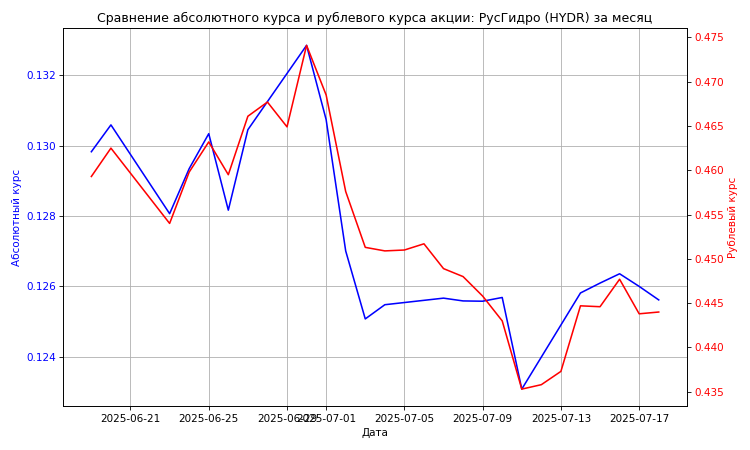 Сравнение абсолютного курса и рублевого курса акции: РусГидро (HYDR) за месяц
0.132
0.130
0.128
0.126
0.124
Абсолютный курс
0.475
0.470
0.465
0.460
0.455
0.450
0.445
0.440
0.435
Рублевый курс
2025-06-21 2025-06-25 2025-06-29 2025-07-01 2025-07-05 2025-07-09 2025-07-13 2025-07-17
Дата